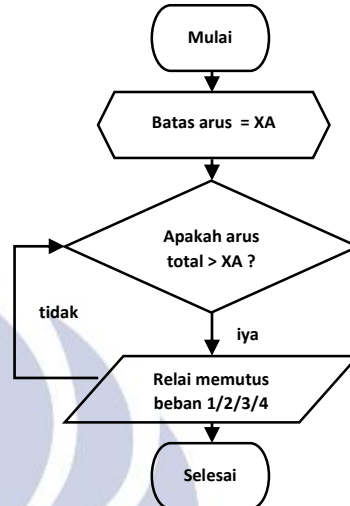 Mulai
Batas arus = XA
Apakah arus
total > XA ?
tidak
iya
Relai memutus
beban 1/2/3/4
Selesai